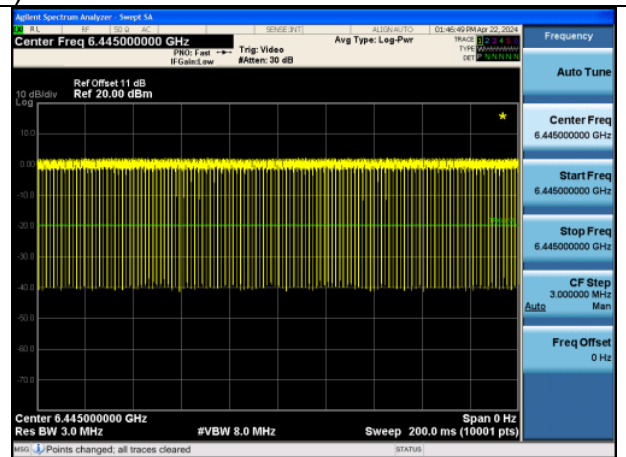 Agilent Spectrum Analyzer - Swept SA
RL RF 50 Ω AC SENSE:INT ALIGN AUTO 01:46:49 PM Apr 22, 2024
Center Freq 6.445000000 GHz
PNO: Fast
IFGain:Low
Trig: Video
#Atten: 30 dB
Avg Type: Log-Pwr
TRACE 1 2 3 4 5 6
TYPE
DET P N N N N N
Ref Offset 11 dB
10 dB/div Ref 20.00 dBm
Log
10.0
0.00
-10.0
-20.0
-30.0
-40.0
-50.0
-60.0
-70.0
Center 6.445000000 GHz Span 0 Hz
Res BW 3.0 MHz #VBW 8.0 MHz Sweep 200.0 ms (10001 pts)
MSG Points changed; all traces cleared STATUS
Frequency
Auto Tune
Center Freq
6.445000000 GHz
Start Freq
6.445000000 GHz
Stop Freq
6.445000000 GHz
CF Step
3.000000 MHz
Auto Man
Freq Offset
0 Hz